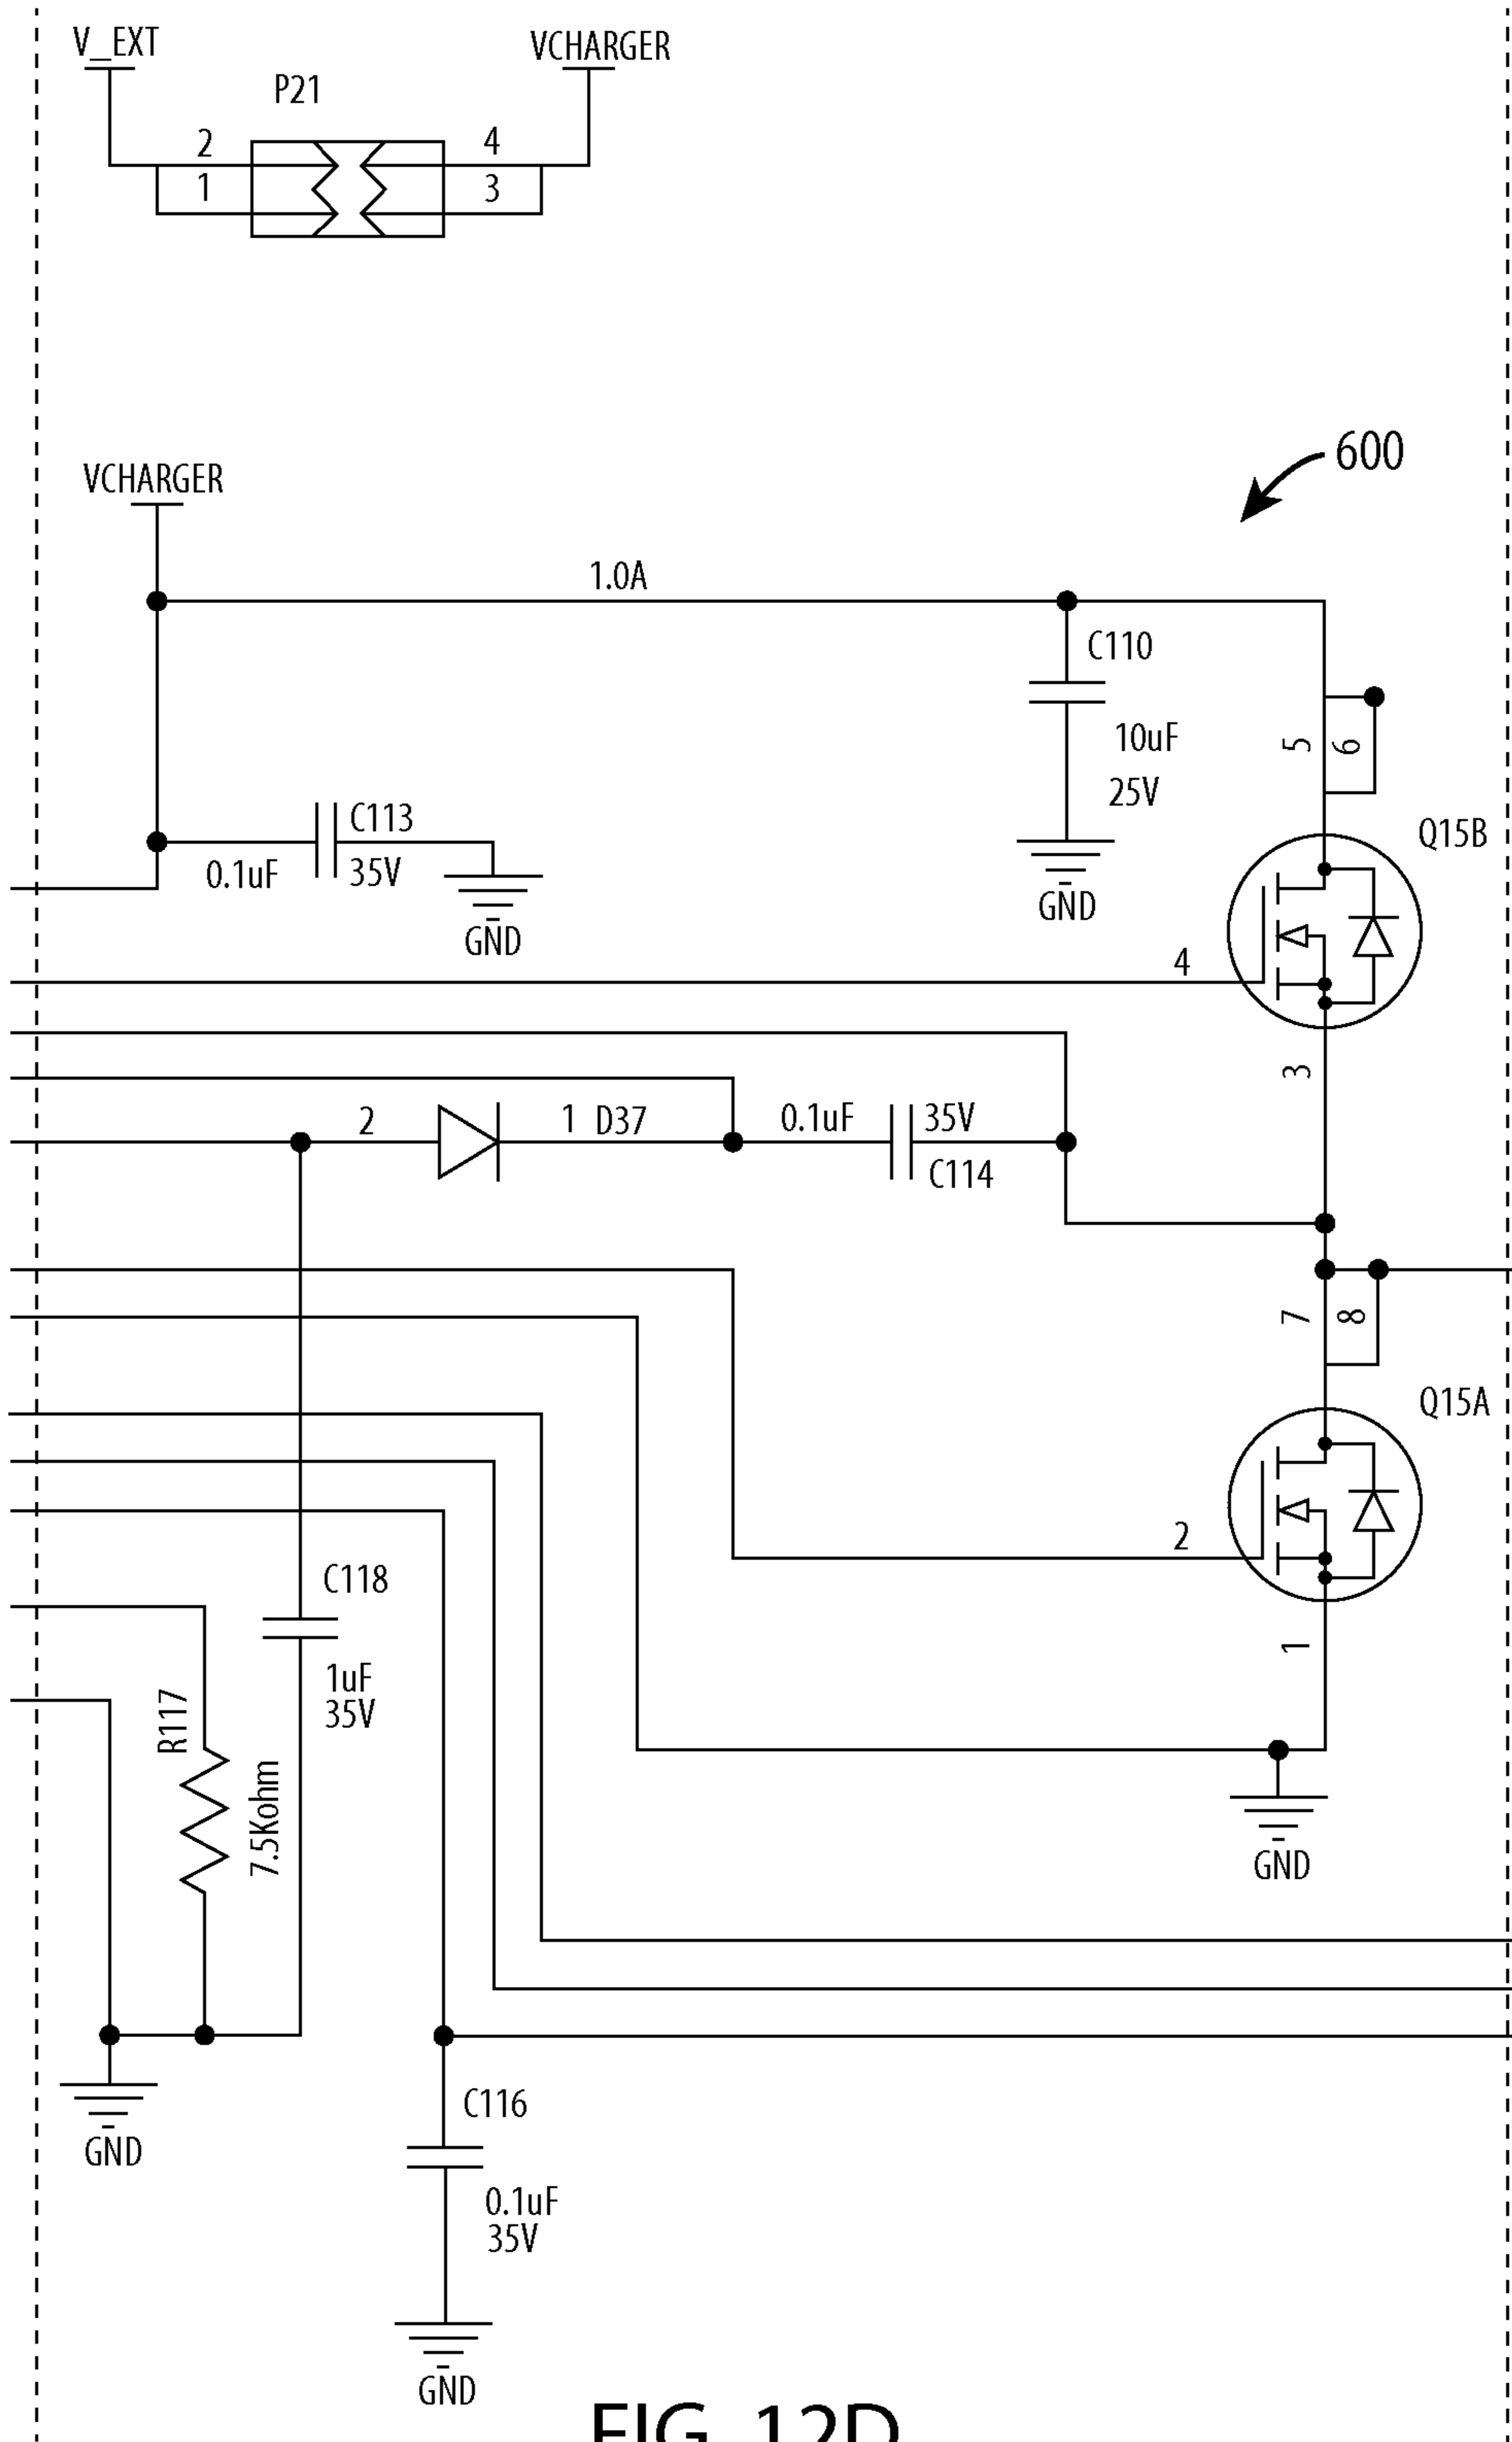 V_EXT
VCHARGER
P21
2
4
1
3
600
VCHARGER
1.0A
C110
10uF
25V
5
6
C113
0.1uF
35V
GND
GND
Q15B
4
3
2
1 D37
0.1uF
35V
C114
7
8
Q15A
2
C118
1uF
35V
1
R117
7.5Kohm
GND
GND
C116
0.1uF
35V
GND
FIG. 12D